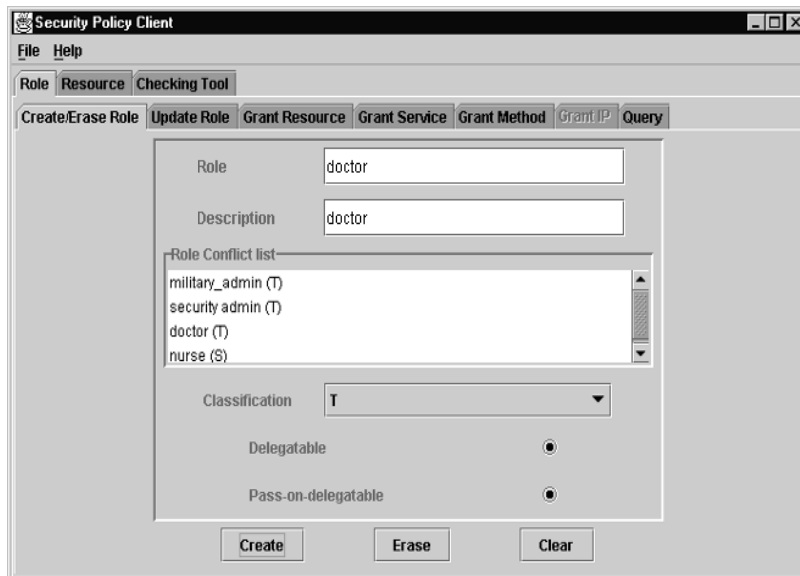 Security Policy Client
File Help
Role Resource Checking Tool
Create/Erase Role Update Role Grant Resource Grant Service Grant Method Grant IP Query
Role doctor
Description doctor
Role Conflict list
military_admin (T)
security admin (T)
doctor (T)
nurse (S)
Classification T
Delegatable
Pass-on-delegatable
Create Erase Clear